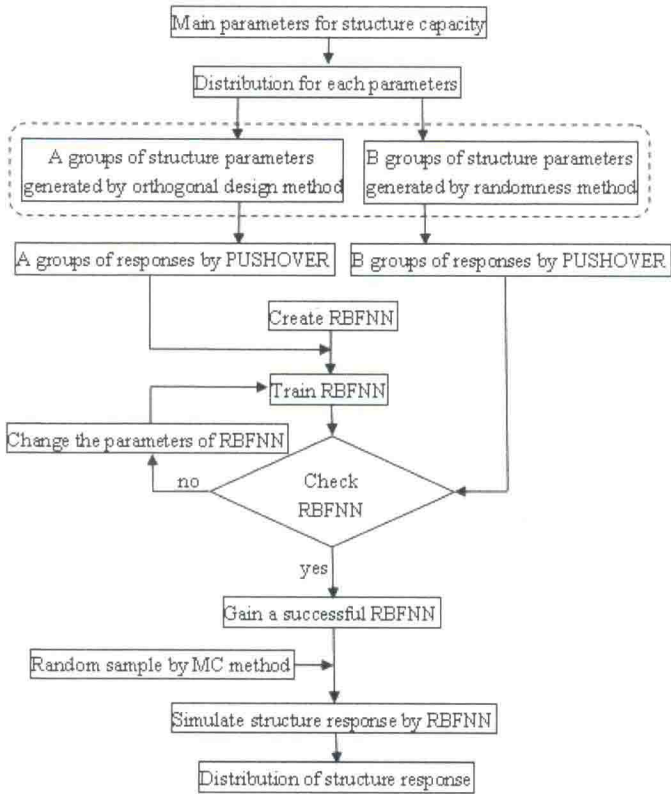 Main parameters for structure capacity
Distribution for each parameters
A groups of structure parameters
generated by orthogonal design method
B groups of structure parameters
generated by randomness method
A groups of responses by PUSHOVER
B groups of responses by PUSHOVER
Create RBFNN
Train RBFNN
Change the parameters of RBFNN
Check
RBFNN
no
yes
Gain a successful RBFNN
Random sample by MC method
Simulate structure response by RBFNN
Distribution of structure response